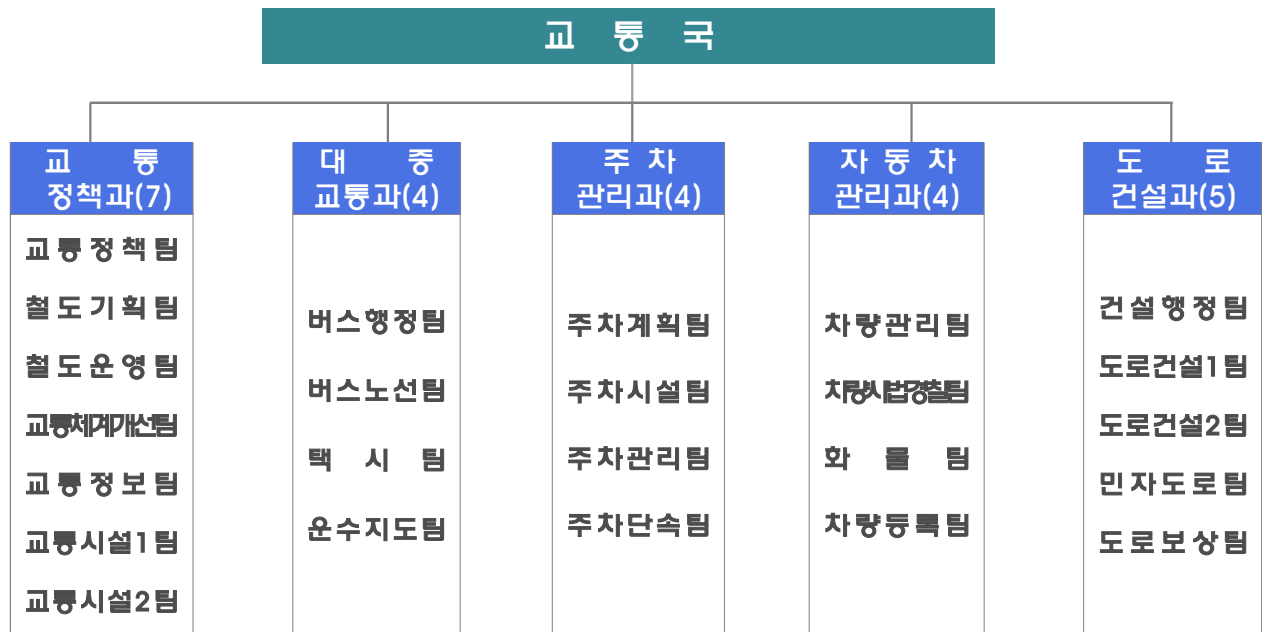 교 통 국
교 통
정책과(7)
교통정책팀
철도기획팀
철도운영팀
교통체계개선팀
교통정보팀
교통시설1팀
교통시설2팀
대 중
교통과(4)
버스행정팀
버스노선팀
택 시 팀
운수지도팀
주 차
관리과(4)
주차계획팀
주차시설팀
주차관리팀
주차단속팀
자 동 차
관리과(4)
차량관리팀
차량사법경찰팀
화 물 팀
차량등록팀
도 로
건설과(5)
건설행정팀
도로건설1팀
도로건설2팀
민자도로팀
도로보상팀